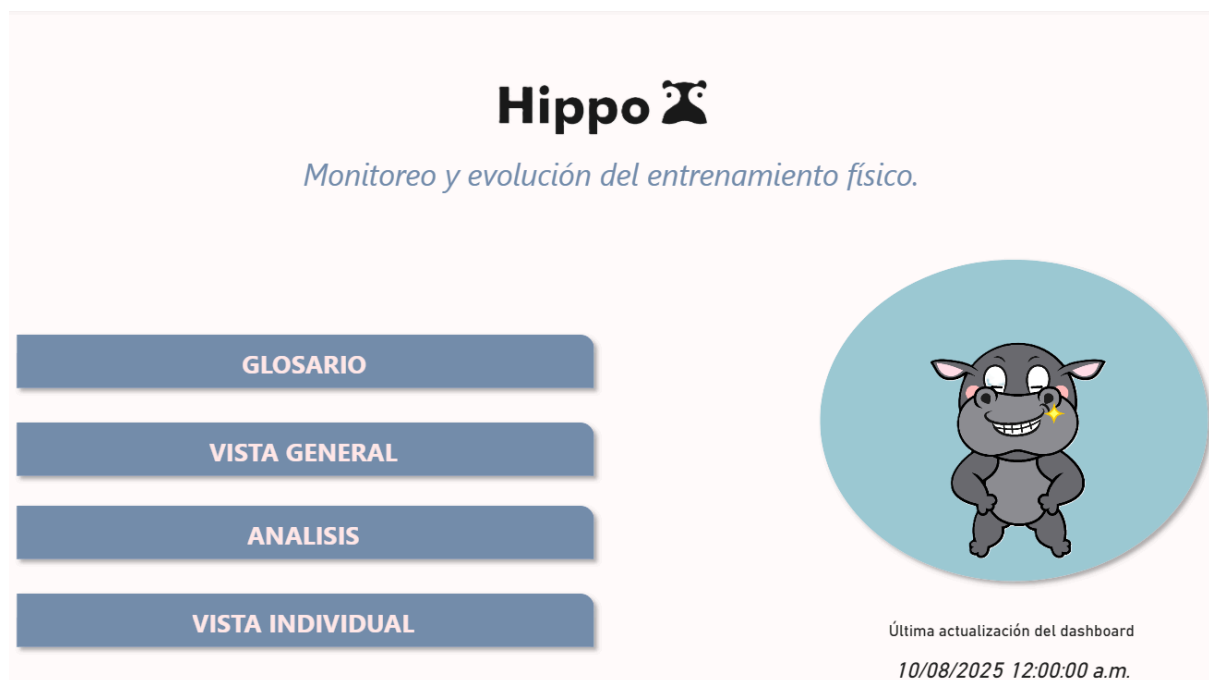 Hippo
Monitoreo y evolución del entrenamiento físico.
GLOSARIO
VISTA GENERAL
ANALISIS
VISTA INDIVIDUAL
Última actualización del dashboard
10/08/2025 12:00:00 a.m.